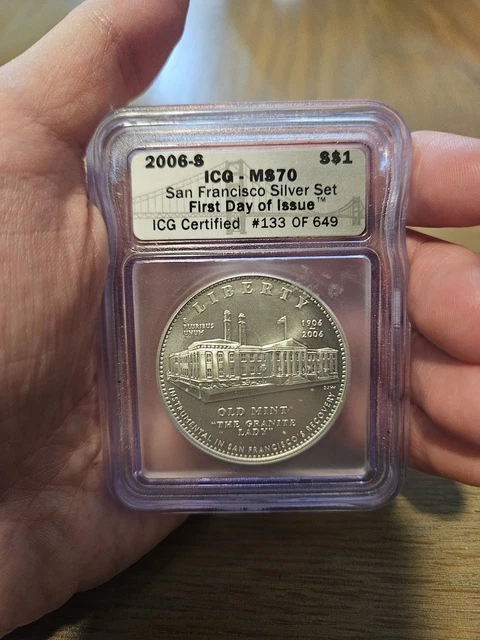 2006-S S$1
ICG - MS70
San Francisco Silver Set
First Day of Issue™
ICG Certified #133 OF 649
LIBERTY
E PLURIBUS UNUM
1906
2006
OLD MINT
"THE GRANITE
LADY"
INSTRUMENTAL IN SAN FRANCISCO'S RECOVERY